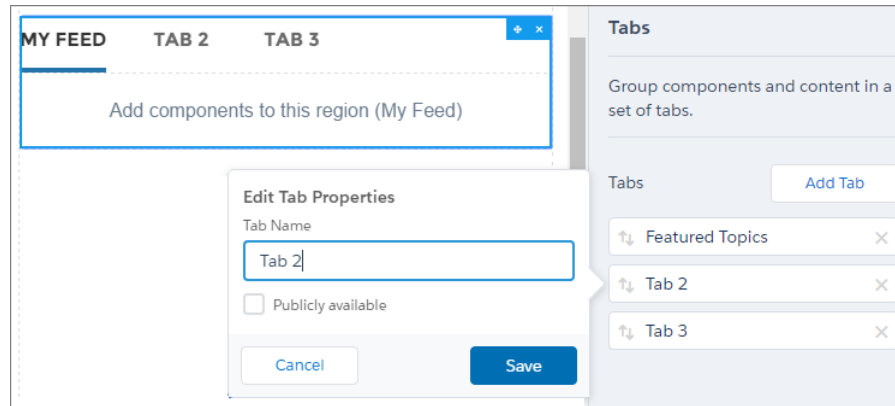 MY FEED TAB 2 TAB 3
Add components to this region (My Feed)
Edit Tab Properties
Tab Name
Tab 2
Publicly available
Cancel Save
Tabs
Group components and content in a
set of tabs.
Tabs Add Tab
Featured Topics
Tab 2
Tab 3